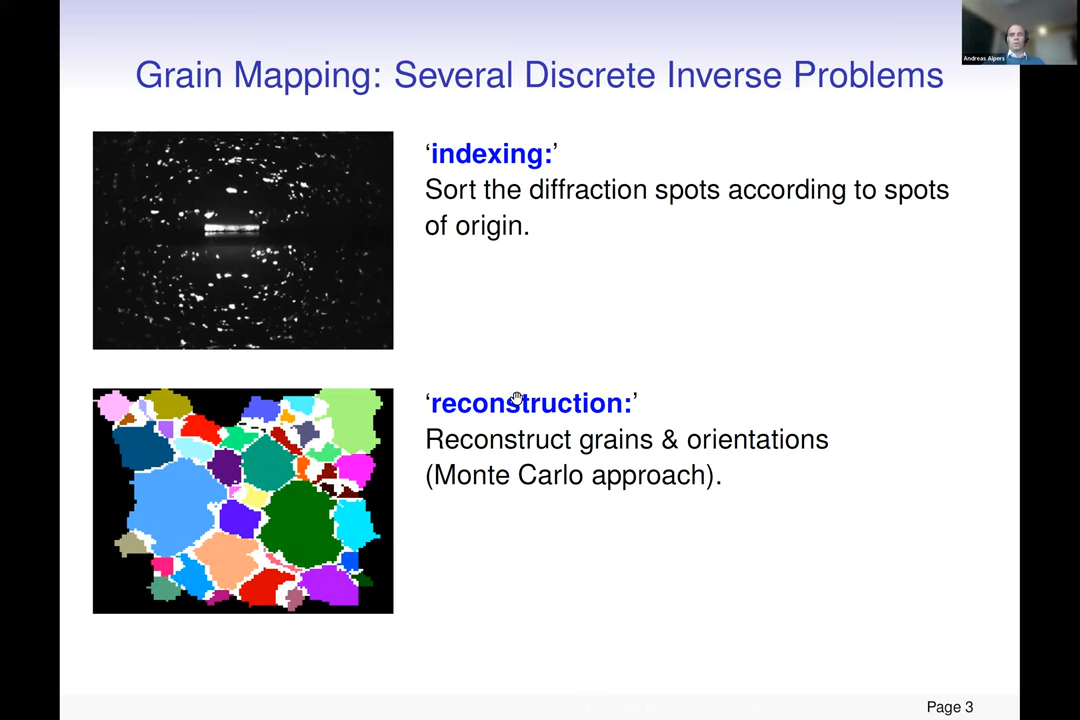 Andreas Alpers
Grain Mapping: Several Discrete Inverse Problems
‘indexing:’
Sort the diffraction spots according to spots
of origin.
‘reconstruction:’
Reconstruct grains & orientations
(Monte Carlo approach).
Page 3